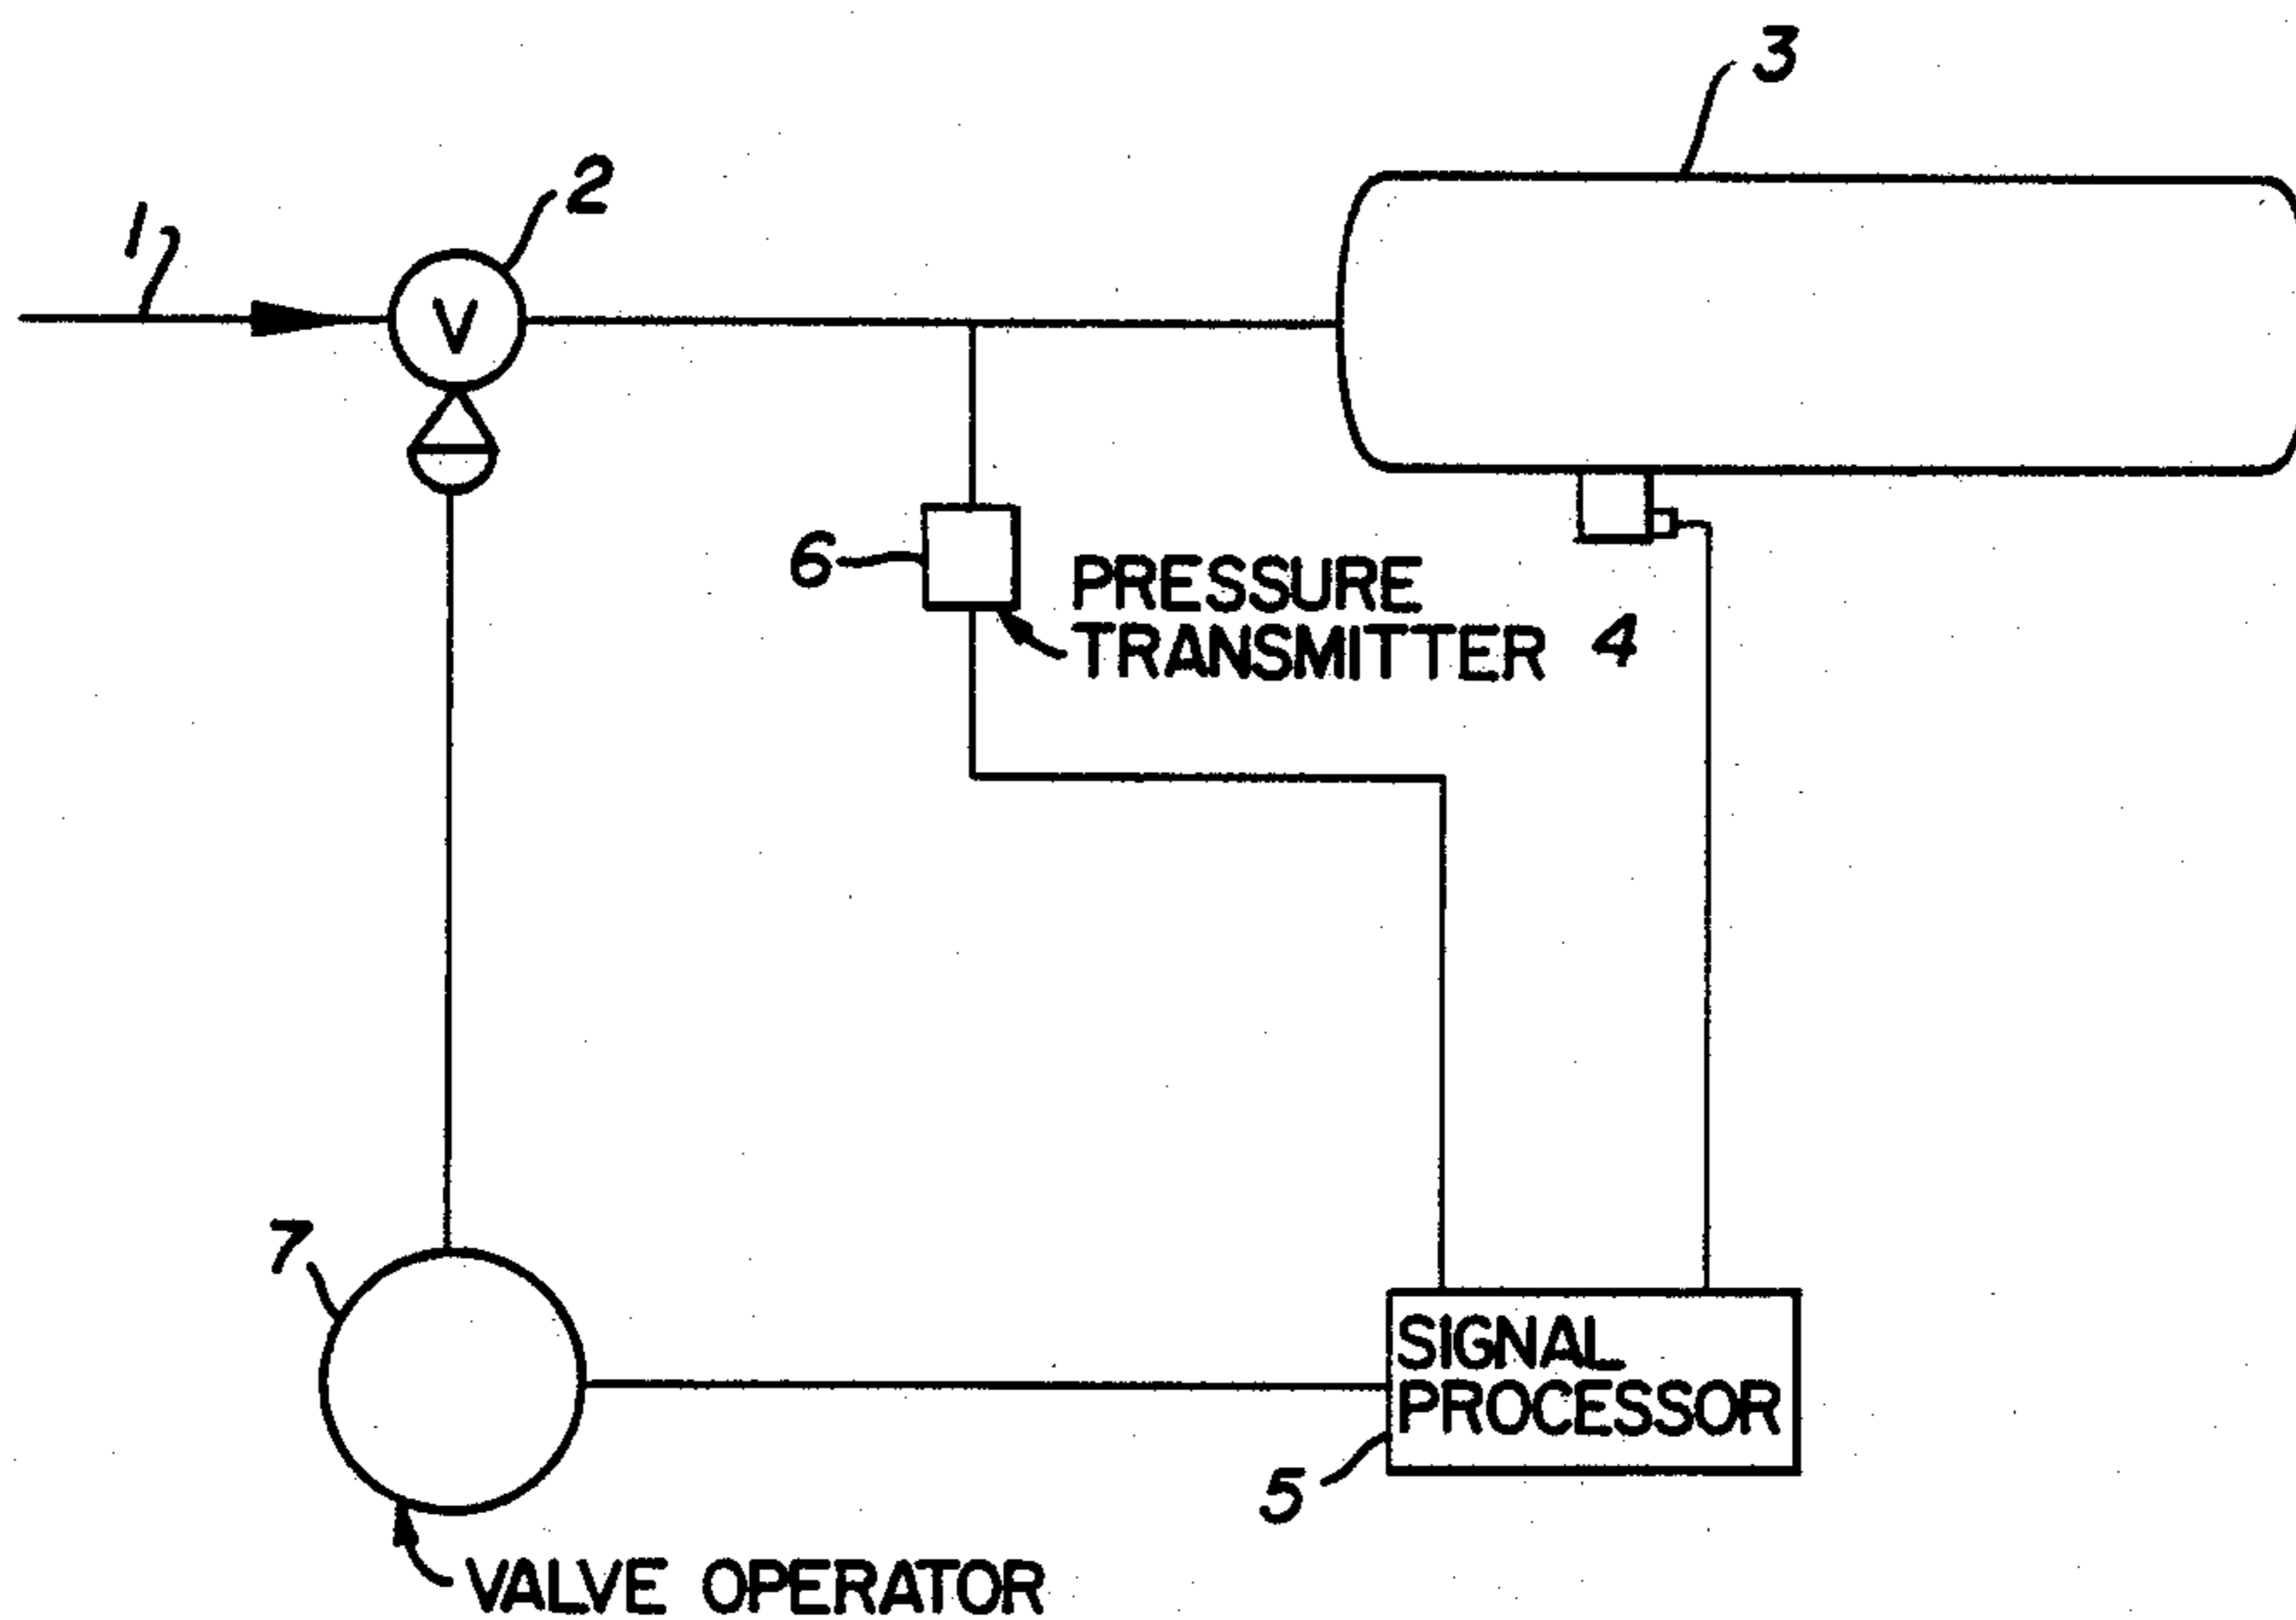 3
2
1
V
6
PRESSURE
TRANSMITTER
4
7
SIGNAL
PROCESSOR
5
VALVE OPERATOR